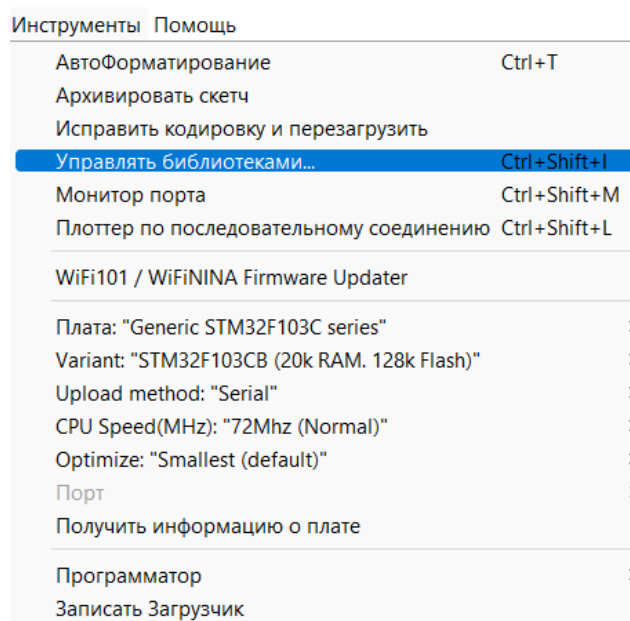 Инструменты Помощь
АвтоФорматирование Ctrl+T
Архивировать скетч
Исправить кодировку и перезагрузить
Управлять библиотеками... Ctrl+Shift+I
Монитор порта Ctrl+Shift+M
Плоттер по последовательному соединению Ctrl+Shift+L
WiFi101 / WiFiNINA Firmware Updater
Плата: "Generic STM32F103C series"
Variant: "STM32F103CB (20k RAM. 128k Flash)"
Upload method: "Serial"
CPU Speed(MHz): "72Mhz (Normal)"
Optimize: "Smallest (default)"
Порт
Получить информацию о плате
Программатор
Записать Загрузчик